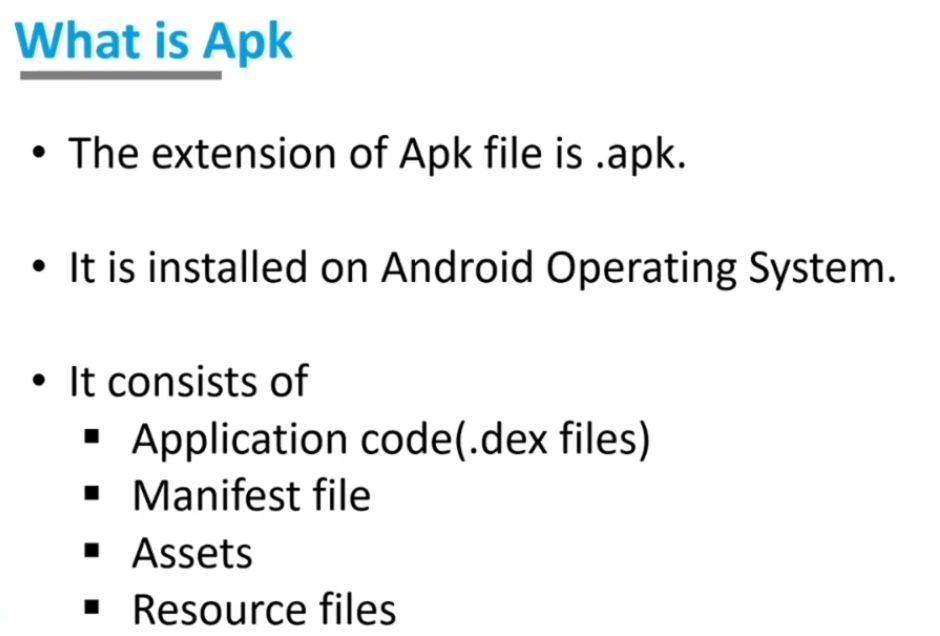 What is Apk
• The extension of Apk file is .apk.
• It is installed on Android Operating System.
• It consists of
▪ Application code(.dex files)
▪ Manifest file
▪ Assets
▪ Resource files